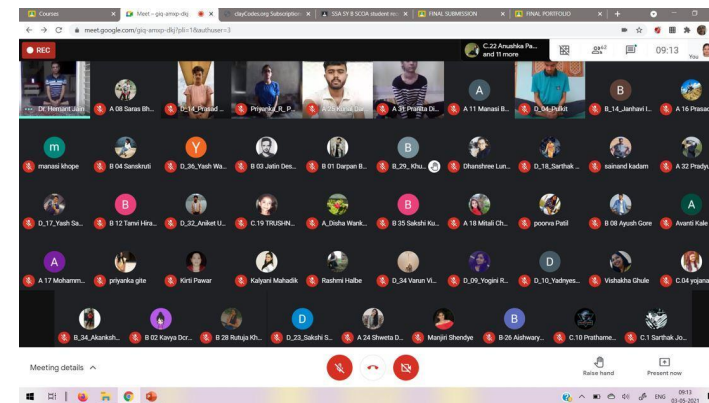 Courses
Meet – giq-amxp-dkj
clayCodes.org Subscription
SSA SY B SCOA student
FINAL SUBMISSION
FINAL PORTFOLIO
meet.google.com/giq-amxp-dkj?pli=1&authuser=3
REC
C.22 Anushka Pa...
and 11 more
62
09:13
You
Dr. Hemant Jain
A 08 Saras Bh...
D_14_Prasad ...
Priyanka_R_P...
A 31 Pranita Di...
A 11 Manasi B...
D_04_Pulkit
B_14_Janhavi I...
A 16 Prasad
manasi khope
B 04 Sanskruti
D_36_Yash Wa...
B 03 Jatin Des...
B 01 Darpan B...
B_29_Khu...
Dhanshree Lun...
D_18_Sarthak ...
sainand kadam
A 32 Pradyu
D_17_Yash Sa...
B 12 Tanvi Hira...
D_32_Aniket U...
C.19 TRUSHN...
A_Disha Wank...
B 35 Sakshi Ku...
A 18 Mitali Ch...
poorva Patil
B 08 Ayush Gore
Avanti Kale
A 17 Mohamm...
priyanka gite
Kirti Pawar
Kalyani Mahadik
Rashmi Halbe
D_34 Varun Vi...
D_09_Yogini R...
D_10_Yadnyes...
Vishakha Ghule
C.04 yojana
B_34_Akanksh...
B 02 Kavya Dcr...
B 28 Rutuja Kh...
D_23_Sakshi S...
A 24 Shweta D...
Manjiri Shendye
B-26 Aishwary...
C.10 Prathame...
C.1 Sarthak Jo...
Meeting details
Raise hand
Present now
ENG
09:13
03-05-2021